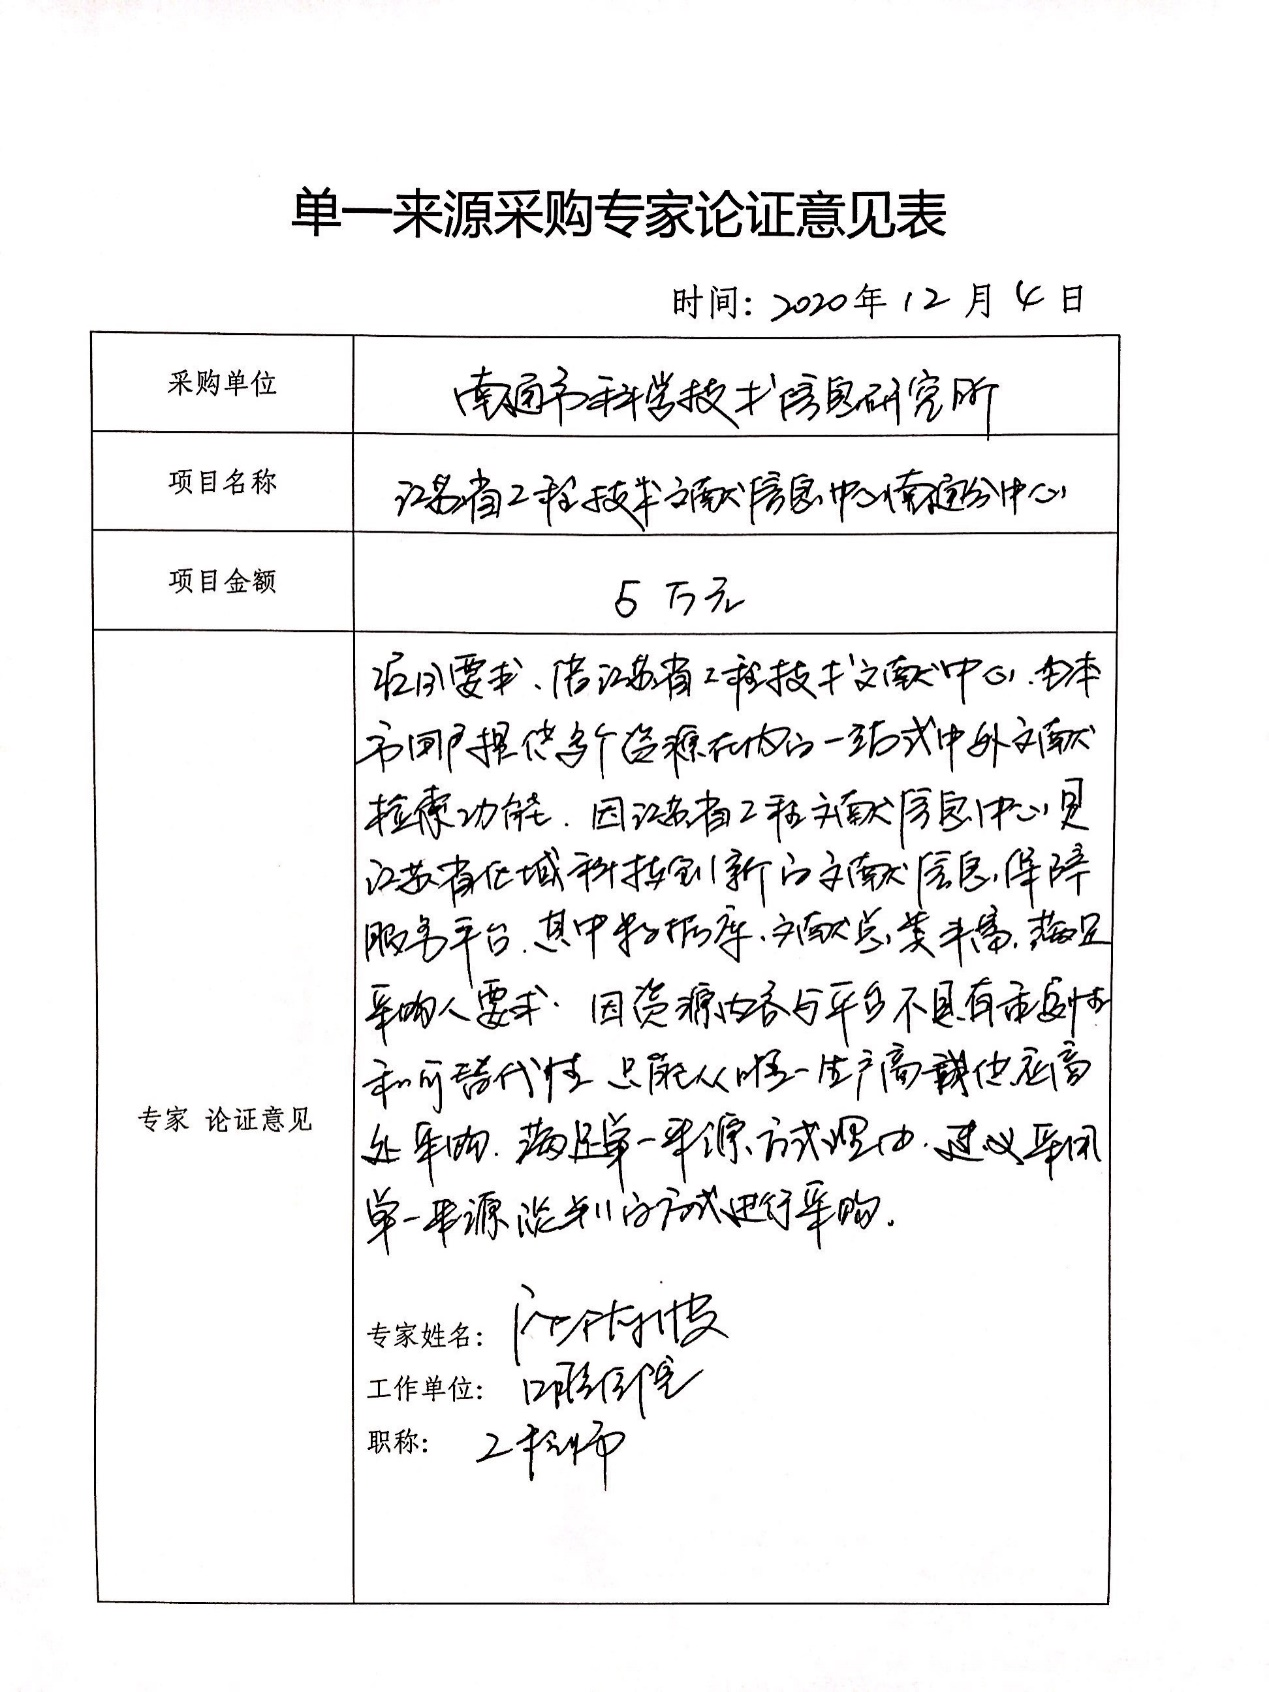 单一来源采购专家论证意见表
时间：2020年12月4日
采购单位
南通市科学技术信息研究所
项目名称
江苏省工程技术文献信息中心南通分中心
项目金额
5万元
专家 论证意见
要求、借江苏省工程技术文献中心、本
市用户提供多个资源在内的一站式中外文献
检索功能. 因江苏省工程文献信息中心是
江苏省区域科技创新的文献信息保障
服务平台.其中数据库、文献总类丰富,满足
采购人要求. 因资源内容与平台不具有重复性
和可替代性 只能从唯一生产商或供应商
处采购.满足单一来源方式理由.建议采用
单一来源谈判的方式进行采购.
专家姓名：
工作单位： 口腔医院
职称： 工程师